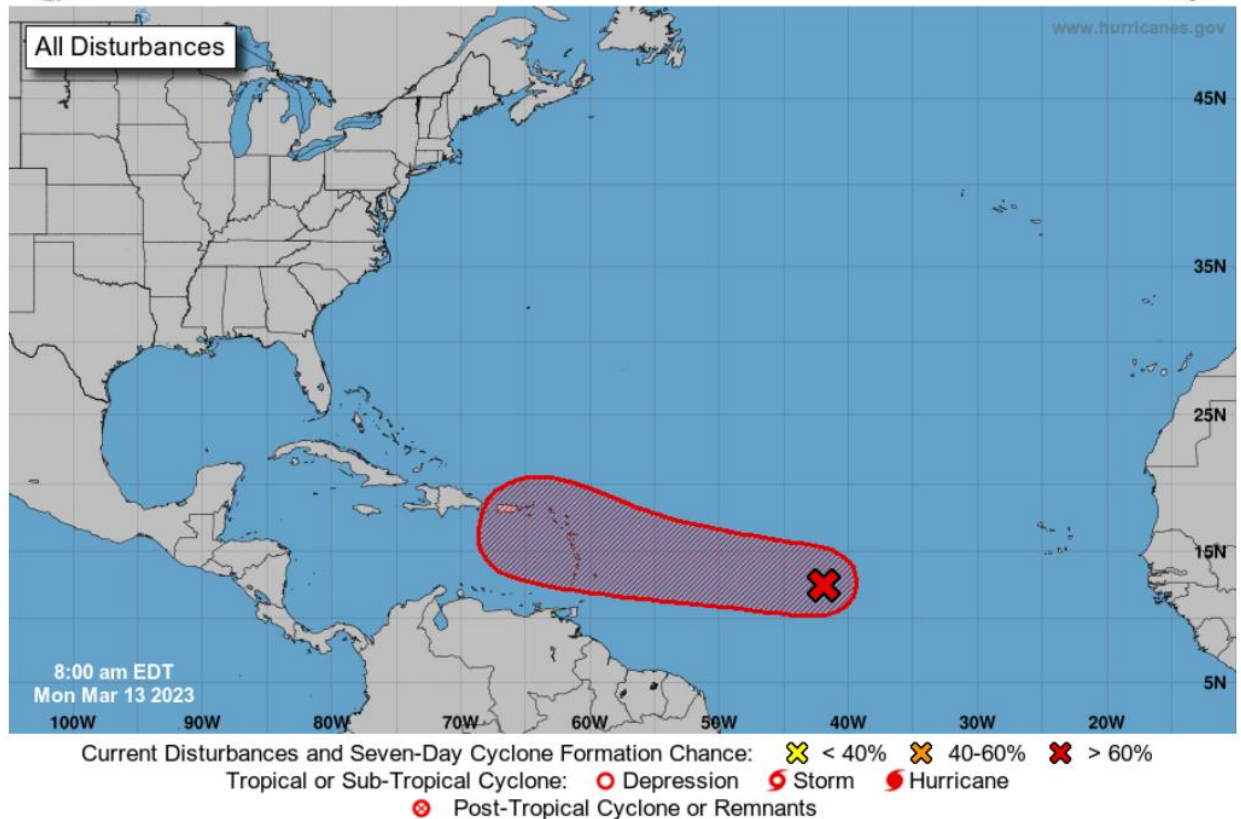 All Disturbances
www.hurricanes.gov
45N
35N
25N
15N
5N
8:00 am EDT
Mon Mar 13 2023
100W 90W 80W 70W 60W 50W 40W 30W 20W
Current Disturbances and Seven-Day Cyclone Formation Chance: < 40% 40-60% > 60%
Tropical or Sub-Tropical Cyclone: Depression Storm Hurricane
Post-Tropical Cyclone or Remnants